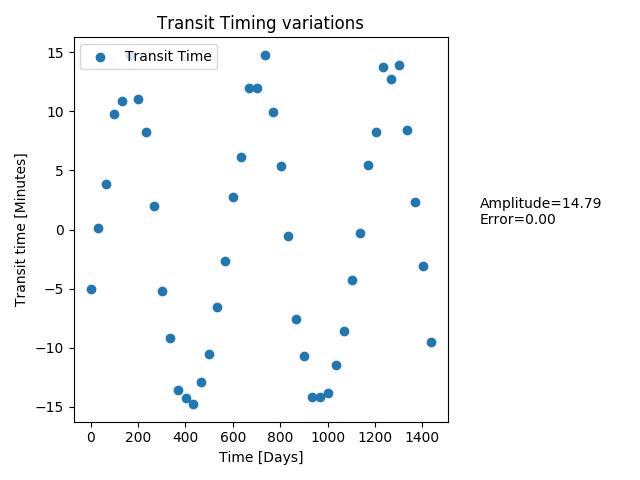 Transit Timing variations
Transit Time
Transit time [Minutes]
15
10
5
0
−5
−10
−15
0
200
400
600
800
1000
1200
1400
Time [Days]
Amplitude=14.79
Error=0.00